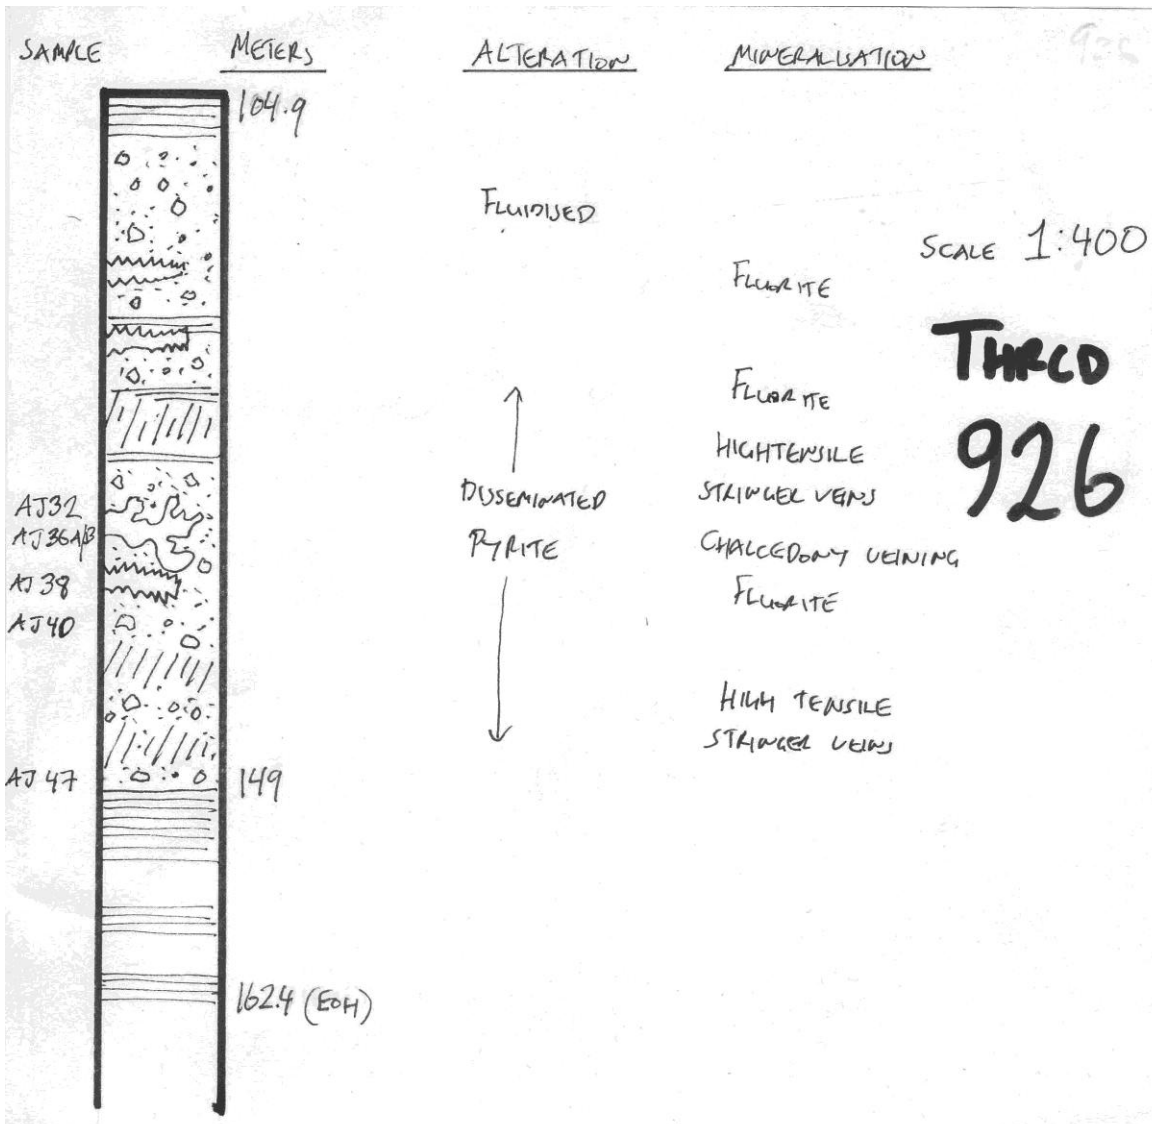 SAMPLE METERS ALTERATION MINERALISATION
925
104.9
FLUIDISED
SCALE 1:400
FLUORITE
THRCD
926
FLUORITE
HIGHTENSILE
STRINGER VEINS
DISSEMINATED
PYRITE
CHALCEDONY VEINING
FLUORITE
AJ32
AJ36A/B
AJ38
AJ40
HIGH TENSILE
STRINGER VEINS
AJ47 149
162.4 (EOH)